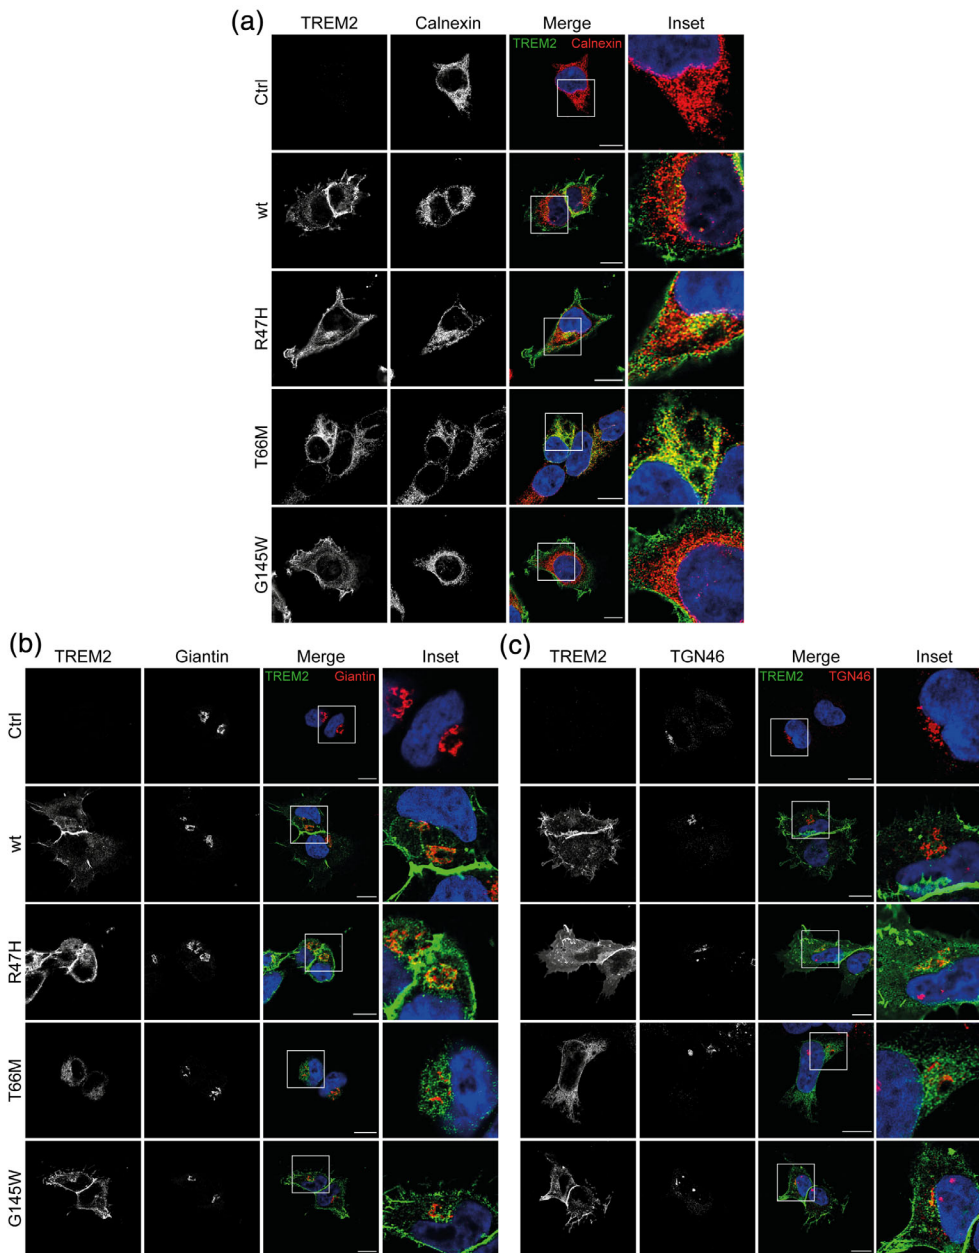 (a)
TREM2 Calnexin Merge Inset
TREM2 Calnexin
Ctrl
wt
R47H
T66M
G145W
(b)
TREM2 Giantin Merge Inset
TREM2 Giantin
Ctrl
wt
R47H
T66M
G145W
(c)
TREM2 TGN46 Merge Inset
TREM2 TGN46